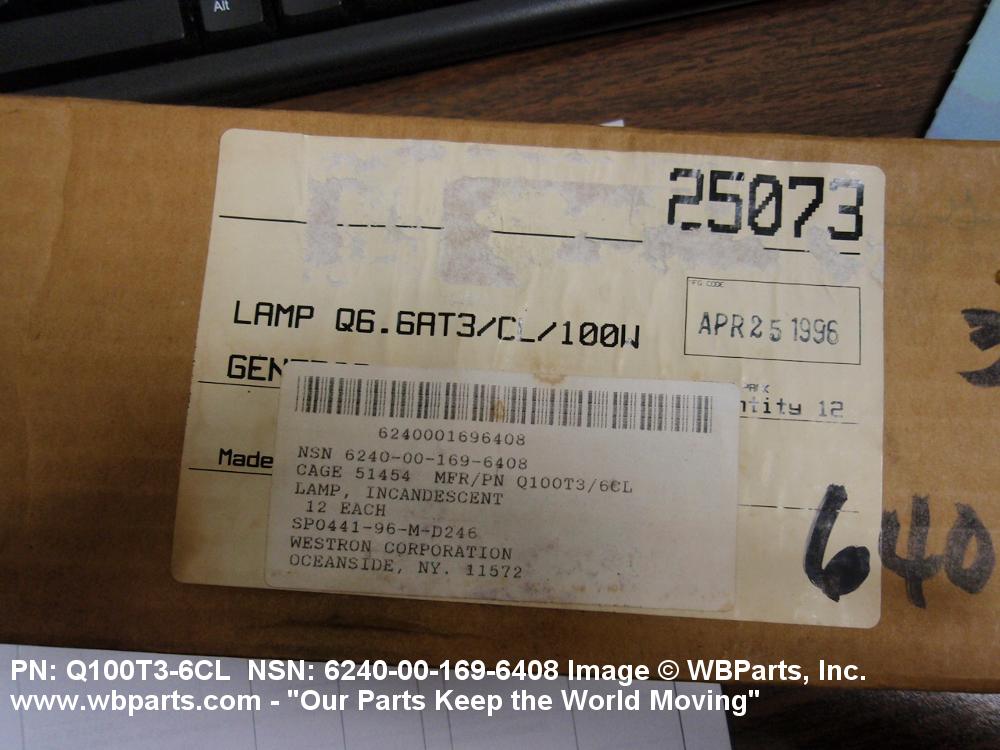 Alt
25073
MFG CODE
APR 25 1996
LAMP Q6.6AT3/CL/100W
12
Made
6240001696408
NSN 6240-00-169-6408
CAGE 51454 MFR/PN Q100T3/6CL
LAMP, INCANDESCENT
12 EACH
SPO441-96-M-D246
WESTRON CORPORATION
OCEANSIDE, NY. 11572
640
PN: Q100T3-6CL NSN: 6240-00-169-6408 Image © WBParts, Inc.
www.wbparts.com - "Our Parts Keep the World Moving"